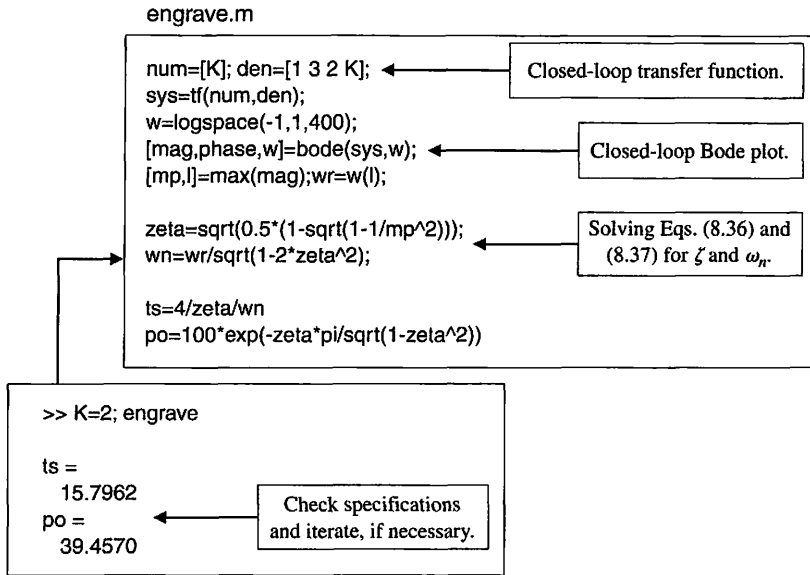 engrave.m
num=[K]; den=[1 3 2 K];
Closed-loop transfer function.
sys=tf(num,den);
w=logspace(-1,1,400);
[mag,phase,w]=bode(sys,w);
Closed-loop Bode plot.
[mp,l]=max(mag);wr=w(l);
zeta=sqrt(0.5*(1-sqrt(1-1/mp^2)));
wn=wr/sqrt(1-2*zeta^2);
Solving Eqs. (8.36) and
(8.37) for ζ and ωn.
ts=4/zeta/wn
po=100*exp(-zeta*pi/sqrt(1-zeta^2))
>> K=2; engrave
ts =
15.7962
po =
39.4570
Check specifications
and iterate, if necessary.